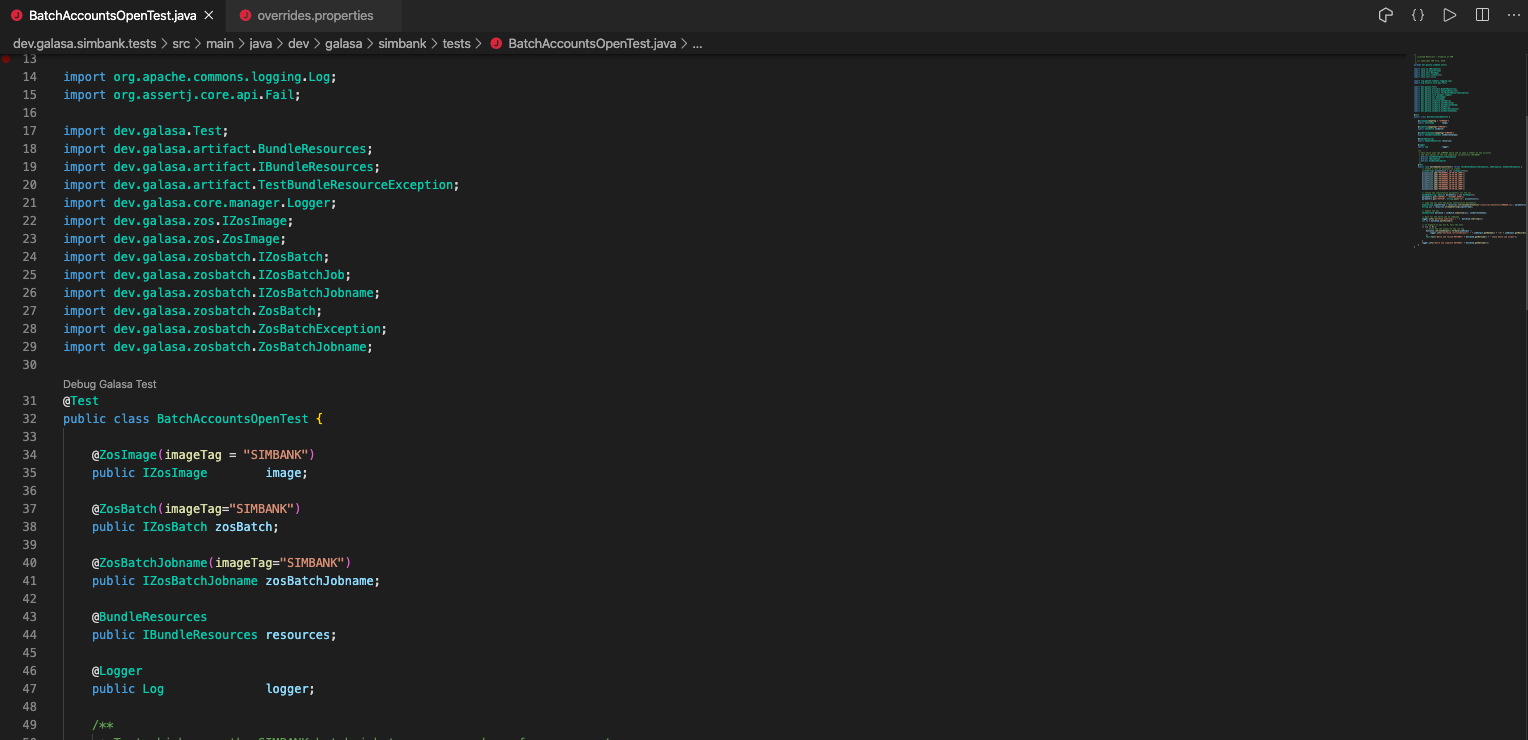 BatchAccountsOpenTest.java
overrides.properties
dev.galasa.simbank.tests > src > main > java > dev > galasa > simbank > tests > BatchAccountsOpenTest.java > ...
13
14 import org.apache.commons.logging.Log;
15 import org.assertj.core.api.Fail;
16
17 import dev.galasa.Test;
18 import dev.galasa.artifact.BundleResources;
19 import dev.galasa.artifact.IBundleResources;
20 import dev.galasa.artifact.TestBundleResourceException;
21 import dev.galasa.core.manager.Logger;
22 import dev.galasa.zos.IZosImage;
23 import dev.galasa.zos.ZosImage;
24 import dev.galasa.zosbatch.IZosBatch;
25 import dev.galasa.zosbatch.IZosBatchJob;
26 import dev.galasa.zosbatch.IZosBatchJobname;
27 import dev.galasa.zosbatch.ZosBatch;
28 import dev.galasa.zosbatch.ZosBatchException;
29 import dev.galasa.zosbatch.ZosBatchJobname;
30
Debug Galasa Test
31 @Test
32 public class BatchAccountsOpenTest {
33
34 @ZosImage(imageTag = "SIMBANK")
35 public IZosImage image;
36
37 @ZosBatch(imageTag="SIMBANK")
38 public IZosBatch zosBatch;
39
40 @ZosBatchJobname(imageTag="SIMBANK")
41 public IZosBatchJobname zosBatchJobname;
42
43 @BundleResources
44 public IBundleResources resources;
45
46 @Logger
47 public Log logger;
48
49 /**